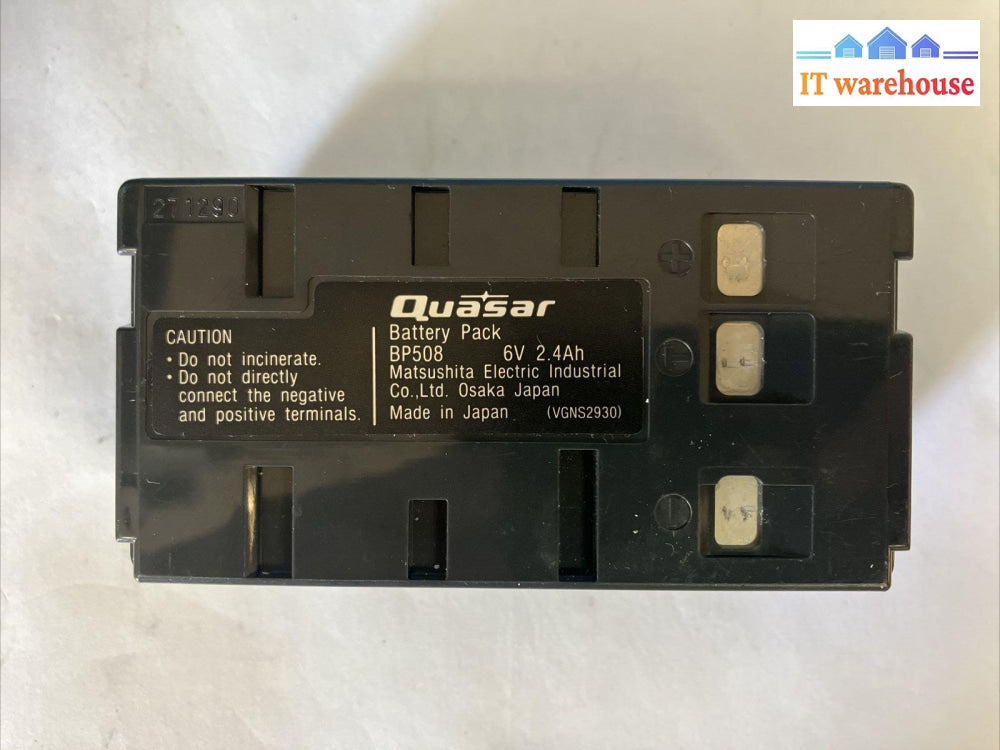 IT warehouse
271290
Quasar
Battery Pack
BP508 6V 2.4Ah
Matsushita Electric Industrial
Co.,Ltd. Osaka Japan
Made in Japan (VGNS2930)
CAUTION
• Do not incinerate.
• Do not directly
connect the negative
and positive terminals.
+
−